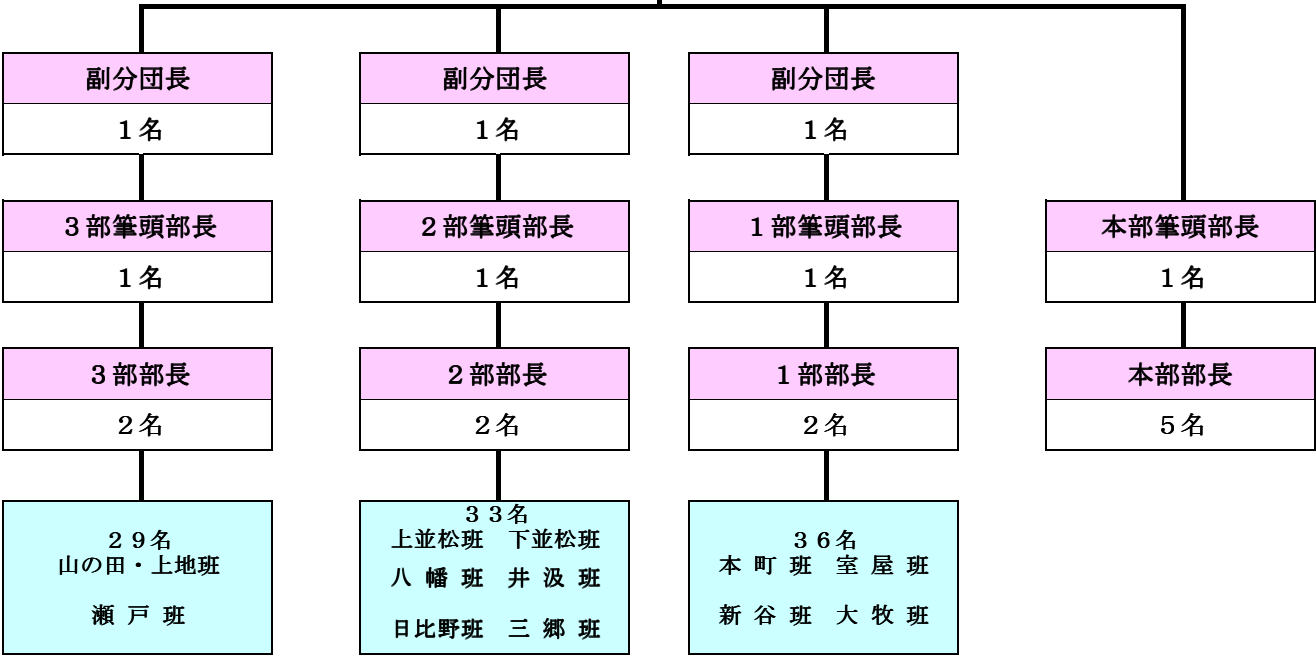 副分団長 副分団長 副分団長
１名 １名 １名
３部筆頭部長 ２部筆頭部長 １部筆頭部長 本部筆頭部長
１名 １名 １名 １名
３部部長 ２部部長 １部部長 本部部長
２名 ２名 ２名 ５名
２９名
山の田・上地班
瀬 戸 班
３３名
上並松班　下並松班
八 幡 班　井 汲 班
日比野班　三 郷 班
３６名
本 町 班　室 屋 班
新 谷 班　大 牧 班